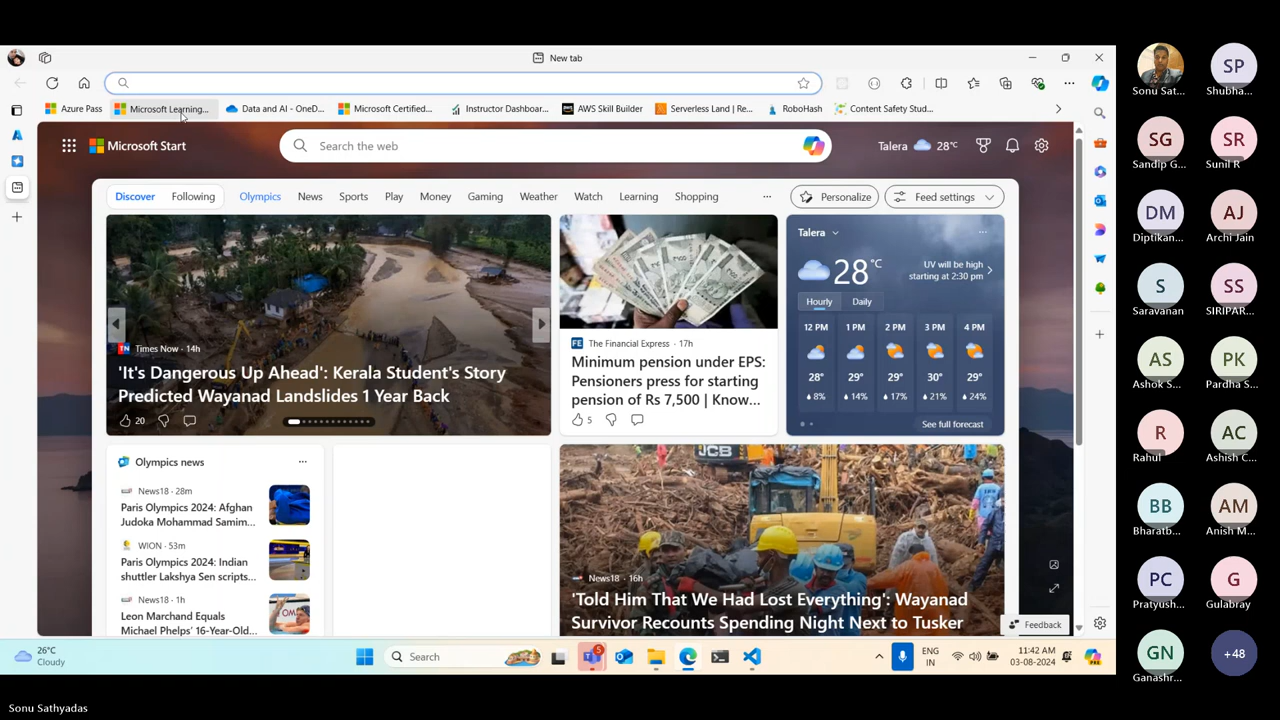 New tab
Azure Pass
Microsoft Learning...
Data and AI - OneD...
Microsoft Certified...
Instructor Dashboar...
AWS Skill Builder
Serverless Land | Re...
RoboHash
Content Safety Stud...
Microsoft Start
Search the web
Talera
28°C
Discover
Following
Olympics
News
Sports
Play
Money
Gaming
Weather
Watch
Learning
Shopping
...
Personalize
Feed settings
Times Now · 14h
'It's Dangerous Up Ahead': Kerala Student's Story
Predicted Wayanad Landslides 1 Year Back
20
FE The Financial Express · 17h
Minimum pension under EPS:
Pensioners press for starting
pension of Rs 7,500 | Know...
5
Talera
28°C
UV will be high
starting at 2:30 pm
Hourly
Daily
12 PM 1 PM 2 PM 3 PM 4 PM
28° 29° 29° 30° 29°
8% 14% 17% 21% 24%
See full forecast
Olympics news
News18 · 28m
Paris Olympics 2024: Afghan
Judoka Mohammad Samim...
WION · 53m
Paris Olympics 2024: Indian
shuttler Lakshya Sen scripts...
News18 · 1h
Leon Marchand Equals
Michael Phelps' 16-Year-Old...
JCB
News18 · 16h
'Told Him That We Had Lost Everything': Wayanad
Survivor Recounts Spending Night Next to Tusker
Feedback
26°C
Cloudy
Search
5
ENG
IN
11:42 AM
03-08-2024
Sonu Sat...
SP
Shubha...
SG
Sandip G...
SR
Sunil R
DM
Diptikan...
AJ
Archi Jain
S
Saravanan
SS
SIRIPAR...
AS
Ashok S...
PK
Pardha S...
R
Rahul
AC
Ashish C...
BB
Bharatb...
AM
Anish M...
PC
Pratyush...
G
Gulabray
GN
Ganashr...
+48
Sonu Sathyadas